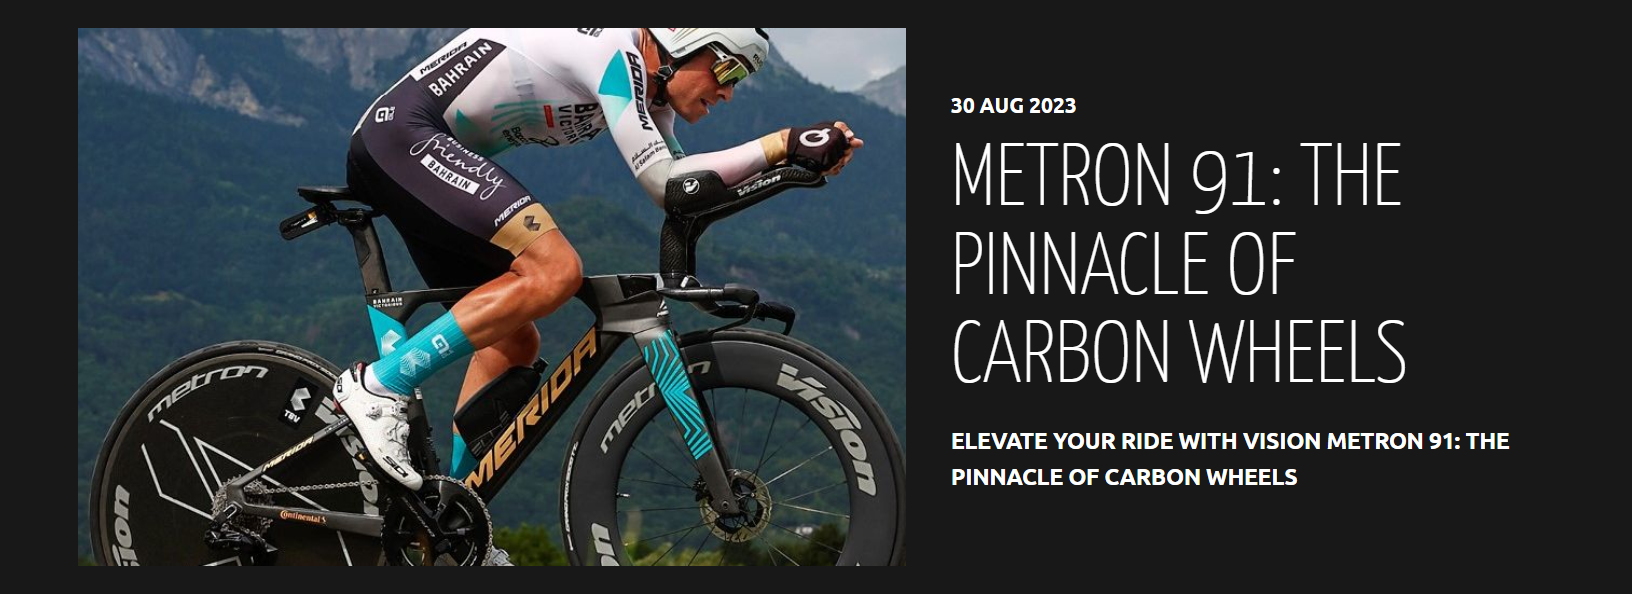 30 AUG 2023
METRON 91: THE
PINNACLE OF
CARBON WHEELS
ELEVATE YOUR RIDE WITH VISION METRON 91: THE
PINNACLE OF CARBON WHEELS
MERIDA
BAHRAIN
MERIDA
BUSINESS
friendly
BAHRAIN
MERIDA
Vision
BAHRAIN
VICTORIOUS
MERIDA
metron
TBV
Vision
MERIDA
Continental
metron
Vision